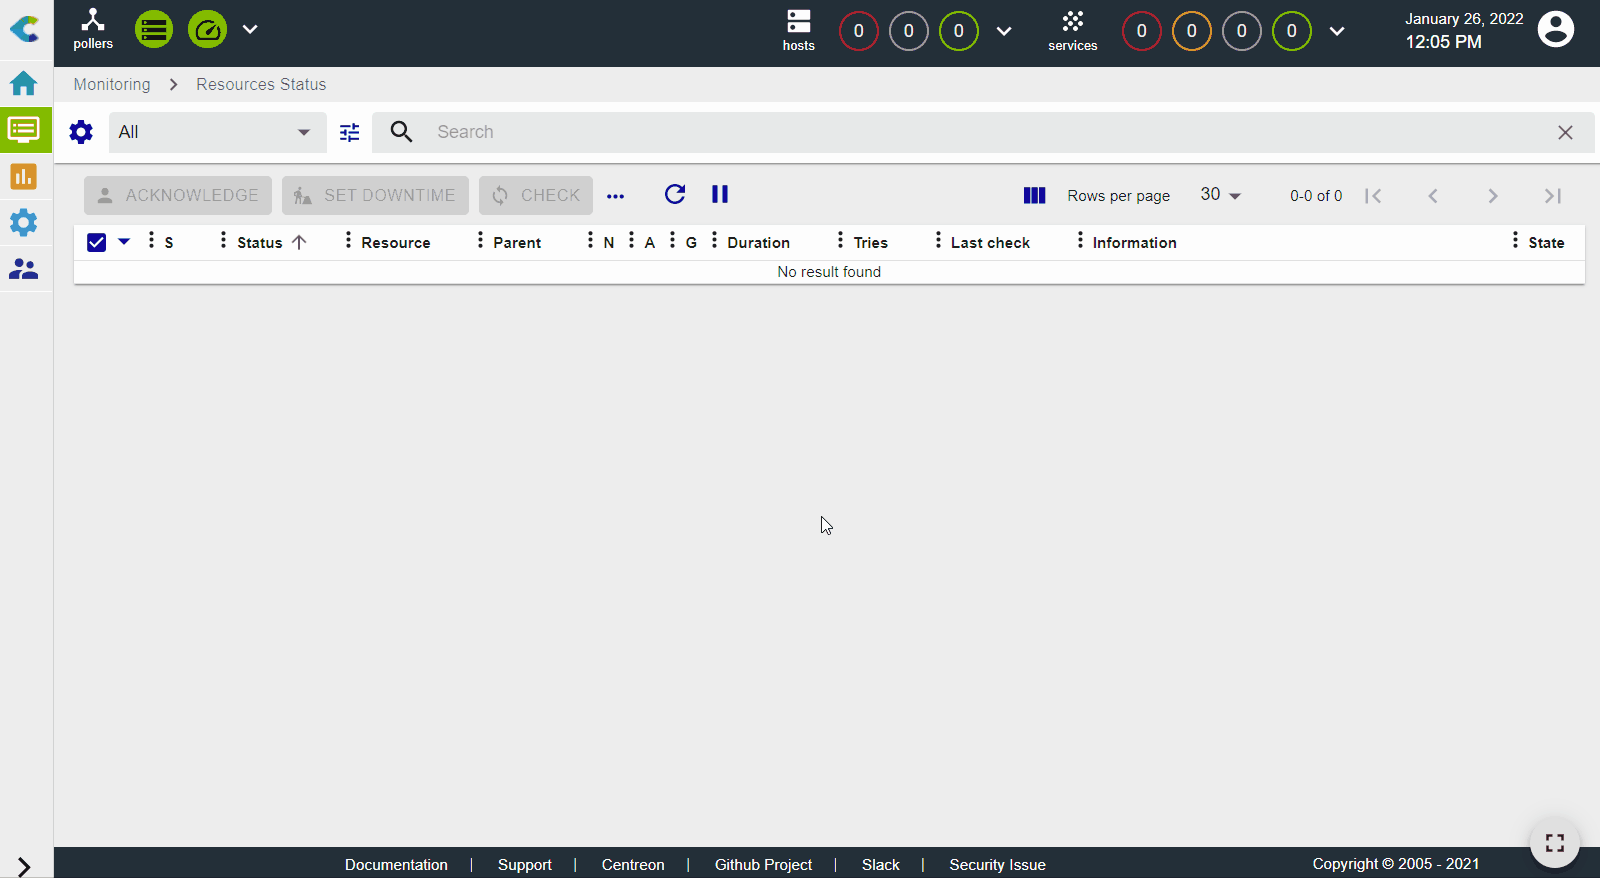 pollers
hosts
0 0 0
services
0 0 0 0
January 26, 2022
12:05 PM
Monitoring > Resources Status
All
Search
ACKNOWLEDGE SET DOWNTIME CHECK
Rows per page 30 0-0 of 0
S Status Resource Parent N A G Duration Tries Last check Information State
No result found
Documentation | Support | Centreon | Github Project | Slack | Security Issue
Copyright © 2005 - 2021